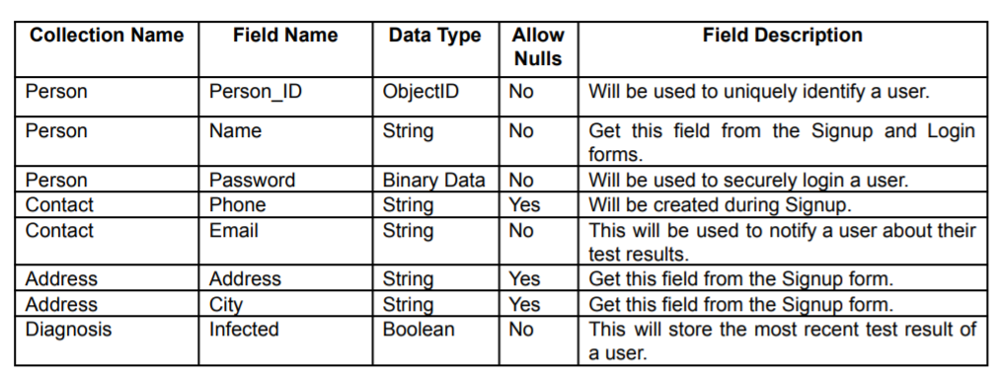 Collection Name Field Name Data Type Allow Nulls Field Description
Person Person_ID ObjectID No Will be used to uniquely identify a user.
Person Name String No Get this field from the Signup and Login
forms.
Person Password Binary Data No Will be used to securely login a user.
Contact Phone String Yes Will be created during Signup.
Contact Email String No This will be used to notify a user about their
test results.
Address Address String Yes Get this field from the Signup form.
Address City String Yes Get this field from the Signup form.
Diagnosis Infected Boolean No This will store the most recent test result of
a user.